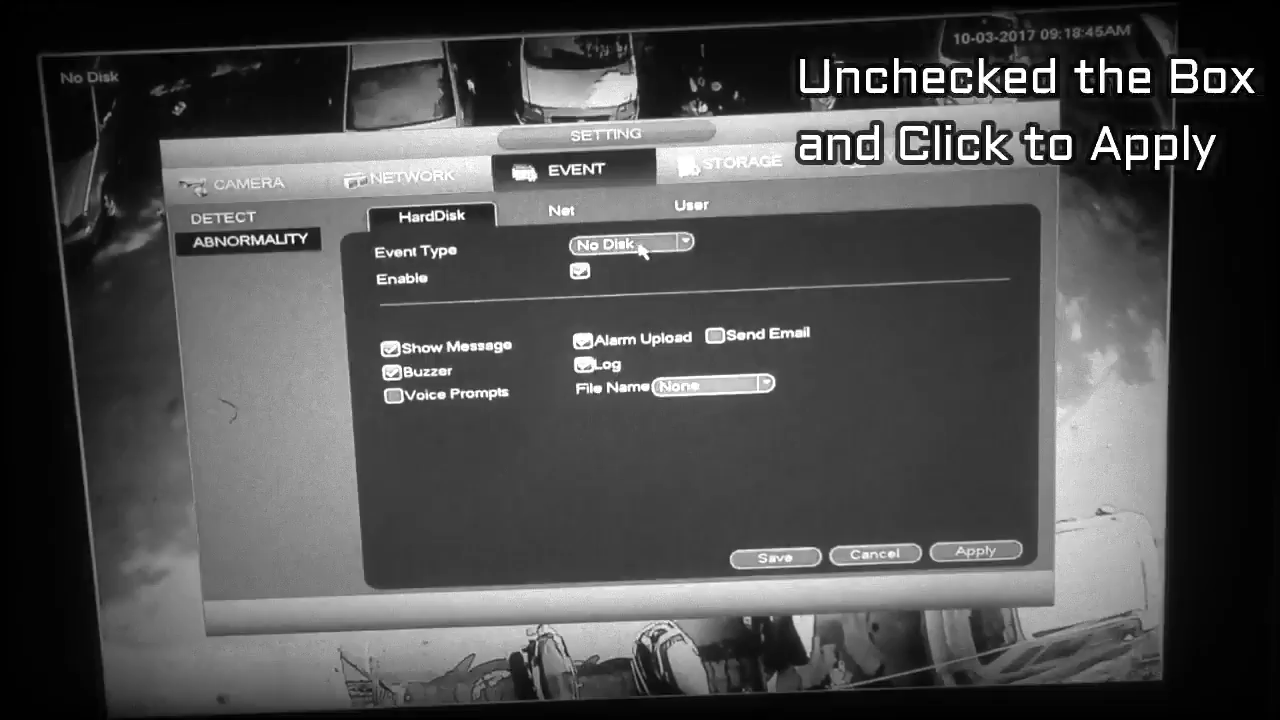 10-03-2017 09:18:45AM
No Disk
Unchecked the Box
and Click to Apply
SETTING
CAMERA
NETWORK
EVENT
STORAGE
DETECT
ABNORMALITY
HardDisk
Net
User
Event Type
No Disk
Enable
Show Message
Alarm Upload
Send Email
Buzzer
Log
Voice Prompts
File Name
None
Save
Cancel
Apply